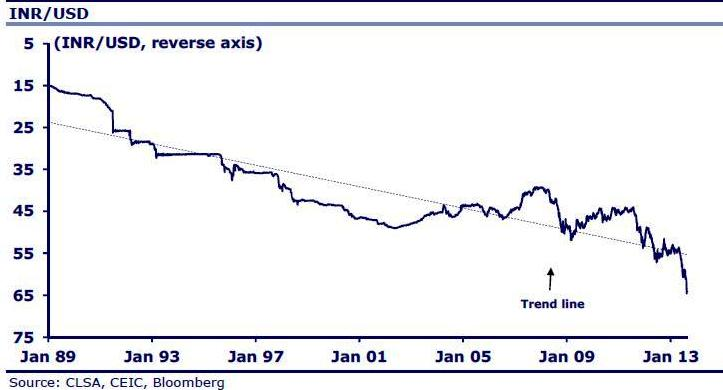 INR/USD
(INR/USD, reverse axis)
5
15
25
35
45
55
65
75
Trend line
Jan 89 Jan 93 Jan 97 Jan 01 Jan 05 Jan 09 Jan 13
Source: CLSA, CEIC, Bloomberg